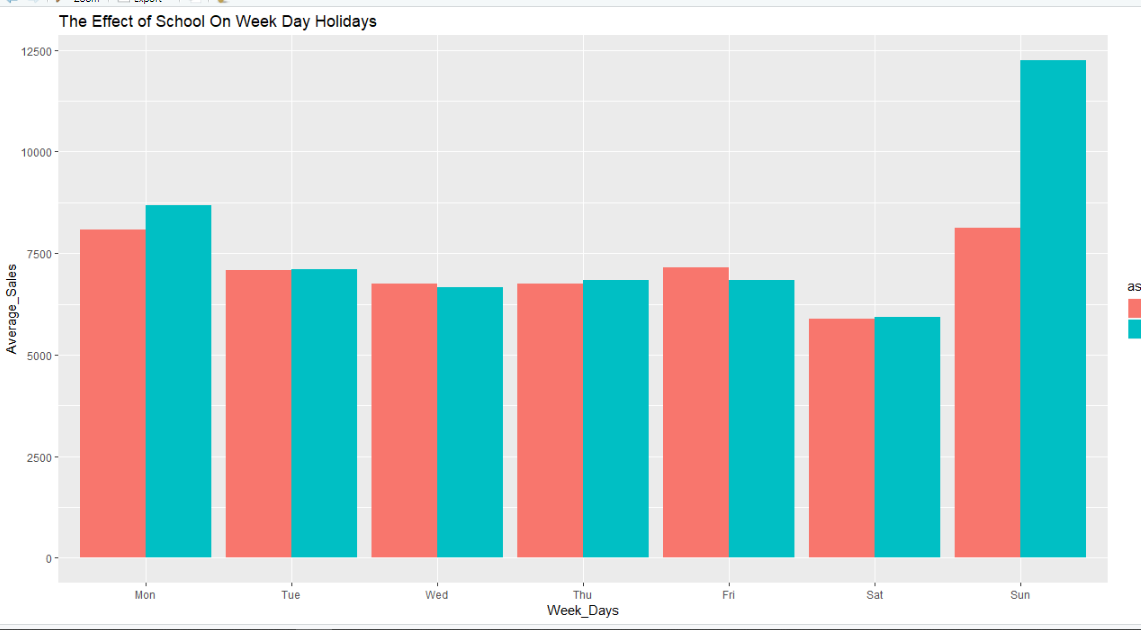 Zoom Export
The Effect of School On Week Day Holidays
12500
10000
7500
5000
2500
0
Average_Sales
Mon Tue Wed Thu Fri Sat Sun
Week_Days
as